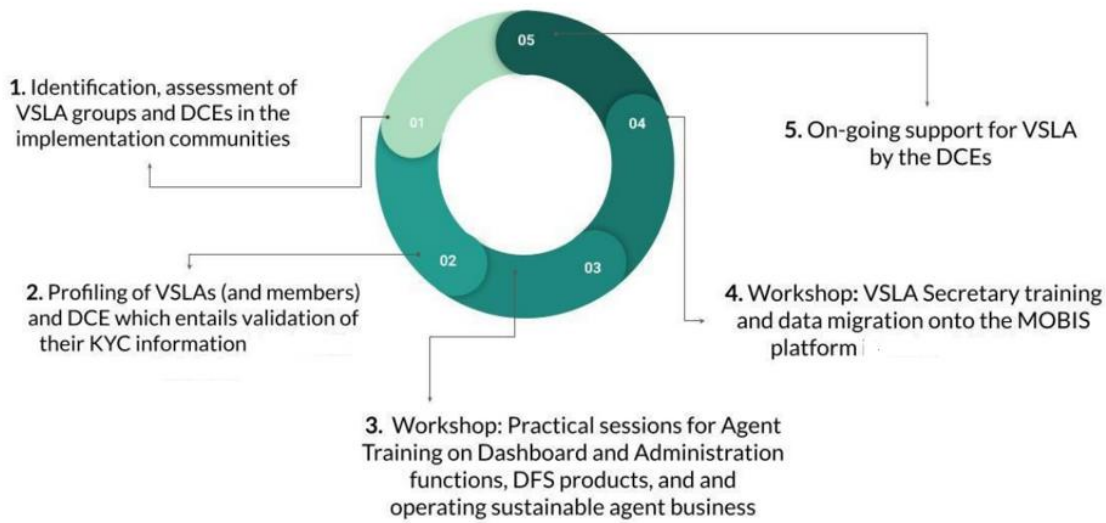 05
1. Identification, assessment of
VSLA groups and DCEs in the
implementation communities
01
04
5. On-going support for VSLA
by the DCEs
02
03
2. Profiling of VSLAs (and members)
and DCE which entails validation of
their KYC information
4. Workshop: VSLA Secretary training
and data migration onto the MOBIS
platform
3. Workshop: Practical sessions for Agent
Training on Dashboard and Administration
functions, DFS products, and and
operating sustainable agent business